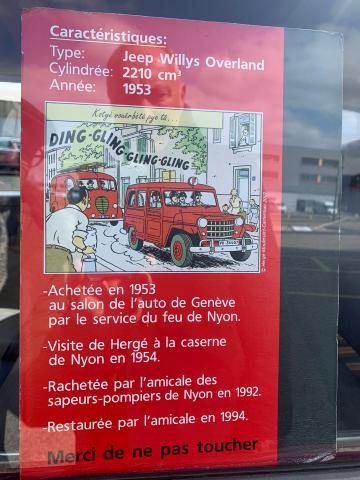 Caractéristiques:
Type: Jeep Willys Overland
Cylindrée: 2210 cm³
Année: 1953
DING-GLING
GLING-GLING
-Achetée en 1953
au salon de l'auto de Genève
par le service du feu de Nyon.
-Visite de Hergé à la caserne
de Nyon en 1954.
-Rachetée par l'amicale des
sapeurs-pompiers de Nyon en 1992.
-Restaurée par l'amicale en 1994.
Merci de ne pas toucher